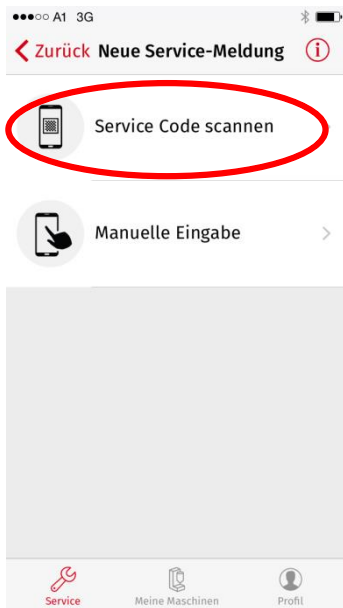 A1 3G
Zurück Neue Service-Meldung i
Service Code scannen
Manuelle Eingabe
Service Meine Maschinen Profil